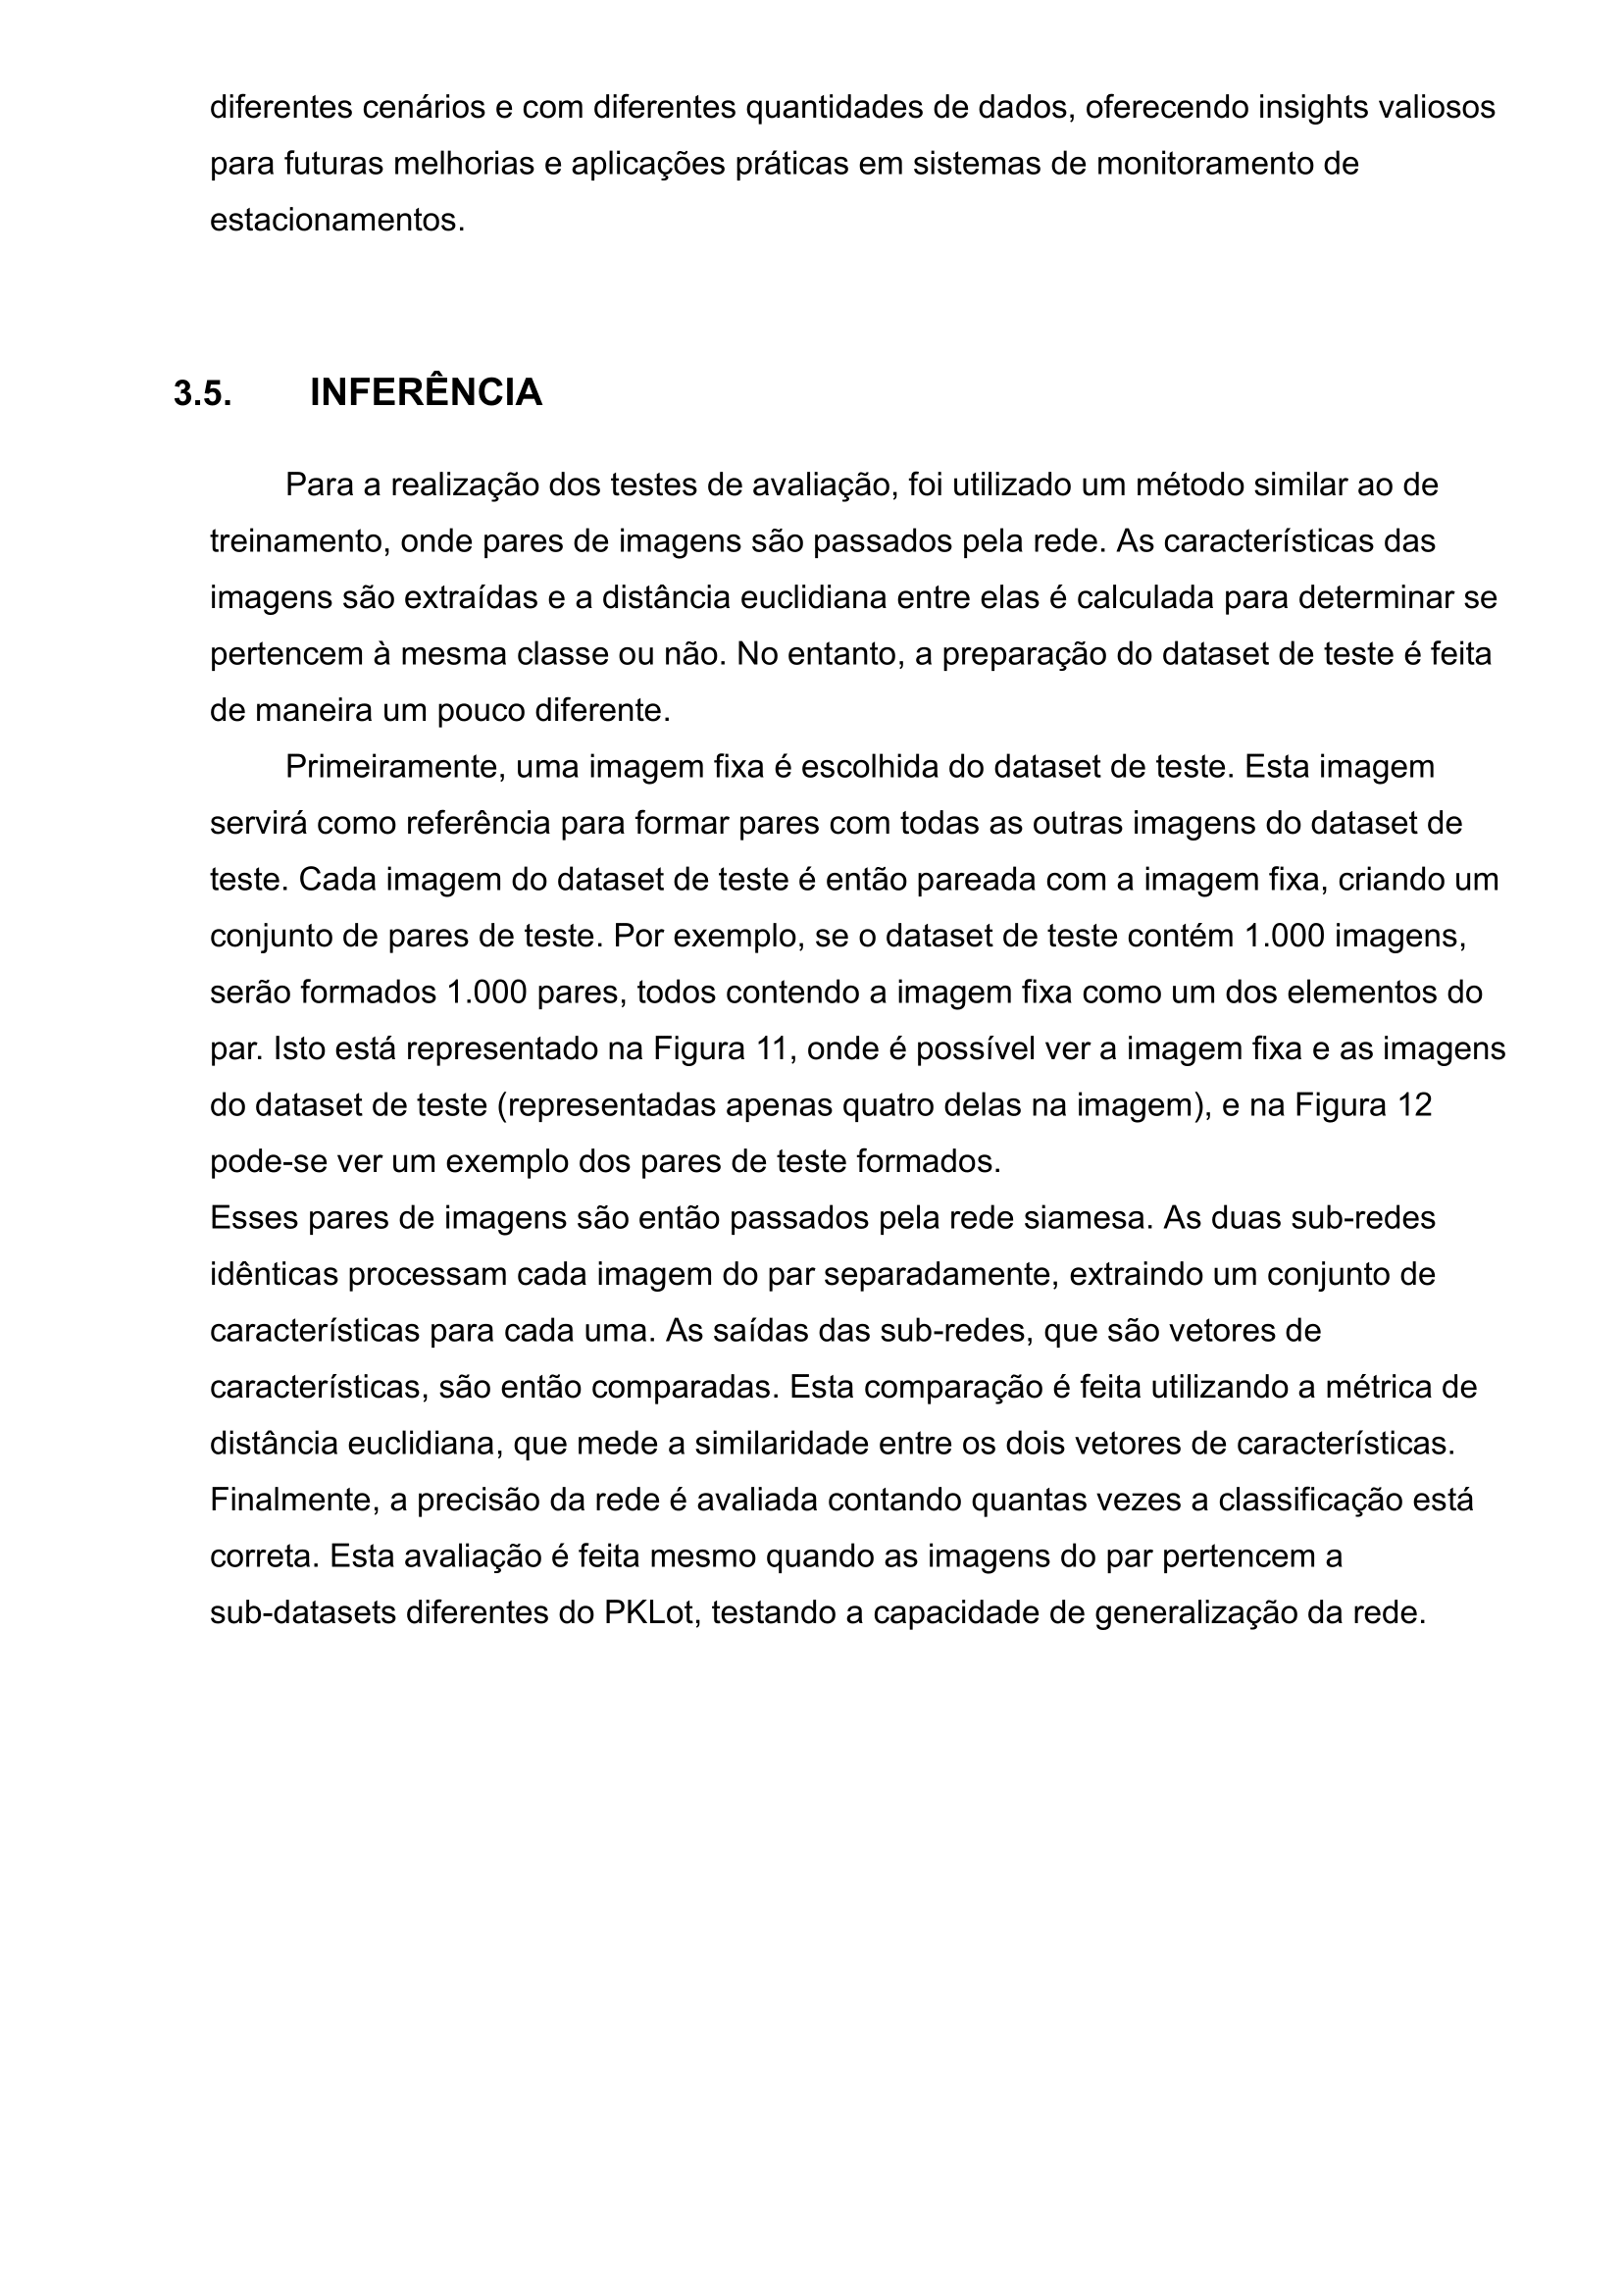 diferentes cenários e com diferentes quantidades de dados, oferecendo insights valiosos
para futuras melhorias e aplicações práticas em sistemas de monitoramento de
estacionamentos.
3.5. INFERÊNCIA
Para a realização dos testes de avaliação, foi utilizado um método similar ao de
treinamento, onde pares de imagens são passados pela rede. As características das
imagens são extraídas e a distância euclidiana entre elas é calculada para determinar se
pertencem à mesma classe ou não. No entanto, a preparação do dataset de teste é feita
de maneira um pouco diferente.
Primeiramente, uma imagem fixa é escolhida do dataset de teste. Esta imagem
servirá como referência para formar pares com todas as outras imagens do dataset de
teste. Cada imagem do dataset de teste é então pareada com a imagem fixa, criando um
conjunto de pares de teste. Por exemplo, se o dataset de teste contém 1.000 imagens,
serão formados 1.000 pares, todos contendo a imagem fixa como um dos elementos do
par. Isto está representado na Figura 11, onde é possível ver a imagem fixa e as imagens
do dataset de teste (representadas apenas quatro delas na imagem), e na Figura 12
pode-se ver um exemplo dos pares de teste formados.
Esses pares de imagens são então passados pela rede siamesa. As duas sub-redes
idênticas processam cada imagem do par separadamente, extraindo um conjunto de
características para cada uma. As saídas das sub-redes, que são vetores de
características, são então comparadas. Esta comparação é feita utilizando a métrica de
distância euclidiana, que mede a similaridade entre os dois vetores de características.
Finalmente, a precisão da rede é avaliada contando quantas vezes a classificação está
correta. Esta avaliação é feita mesmo quando as imagens do par pertencem a
sub-datasets diferentes do PKLot, testando a capacidade de generalização da rede.